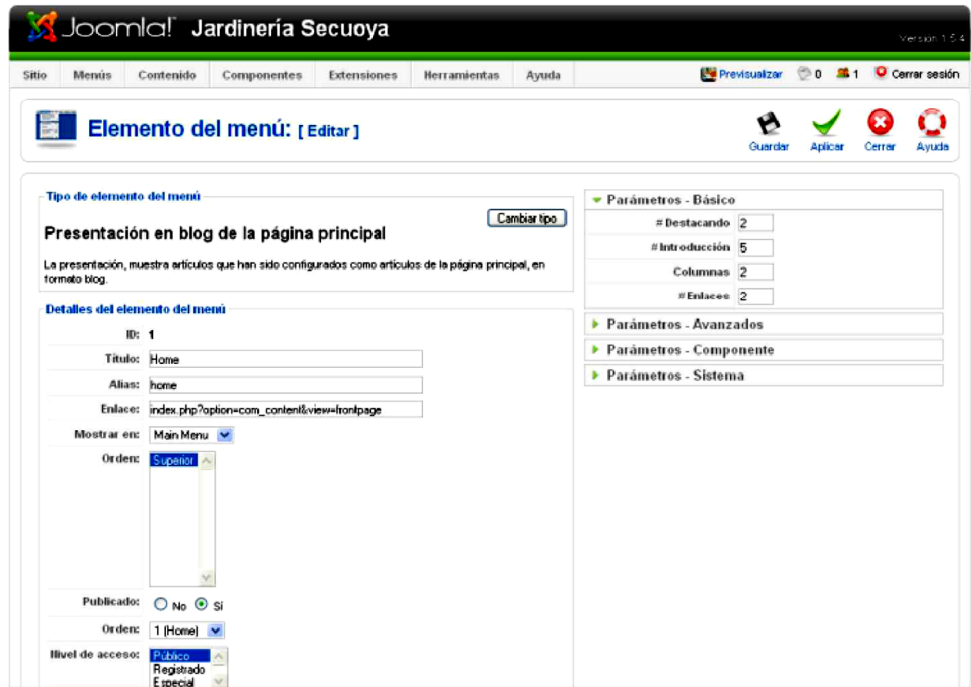 Joomla! Jardinería Secuoya
Versión 1.5.4
Sitio Menús Contenido Componentes Extensiones Herramientas Ayuda Previsualizar 0 1 Cerrar sesión
Elemento del menú: [ Editar ]
Guardar Aplicar Cerrar Ayuda
Tipo de elemento del menú
Cambiar tipo
Presentación en blog de la página principal
La presentación, muestra artículos que han sido configurados como artículos de la página principal, en
formato blog.
Detalles del elemento del menú
ID: 1
Título: Home
Alias: home
Enlace: index.php?option=com_content&view=frontpage
Mostrar en: Main Menu
Orden: Superior
Publicado: No Sí
Orden: 1 (Home)
Nivel de acceso: Público
Registrado
Especial
Parámetros - Básico
# Destacando 2
# Introducción 5
Columnas 2
# Enlaces 2
Parámetros - Avanzados
Parámetros - Componente
Parámetros - Sistema